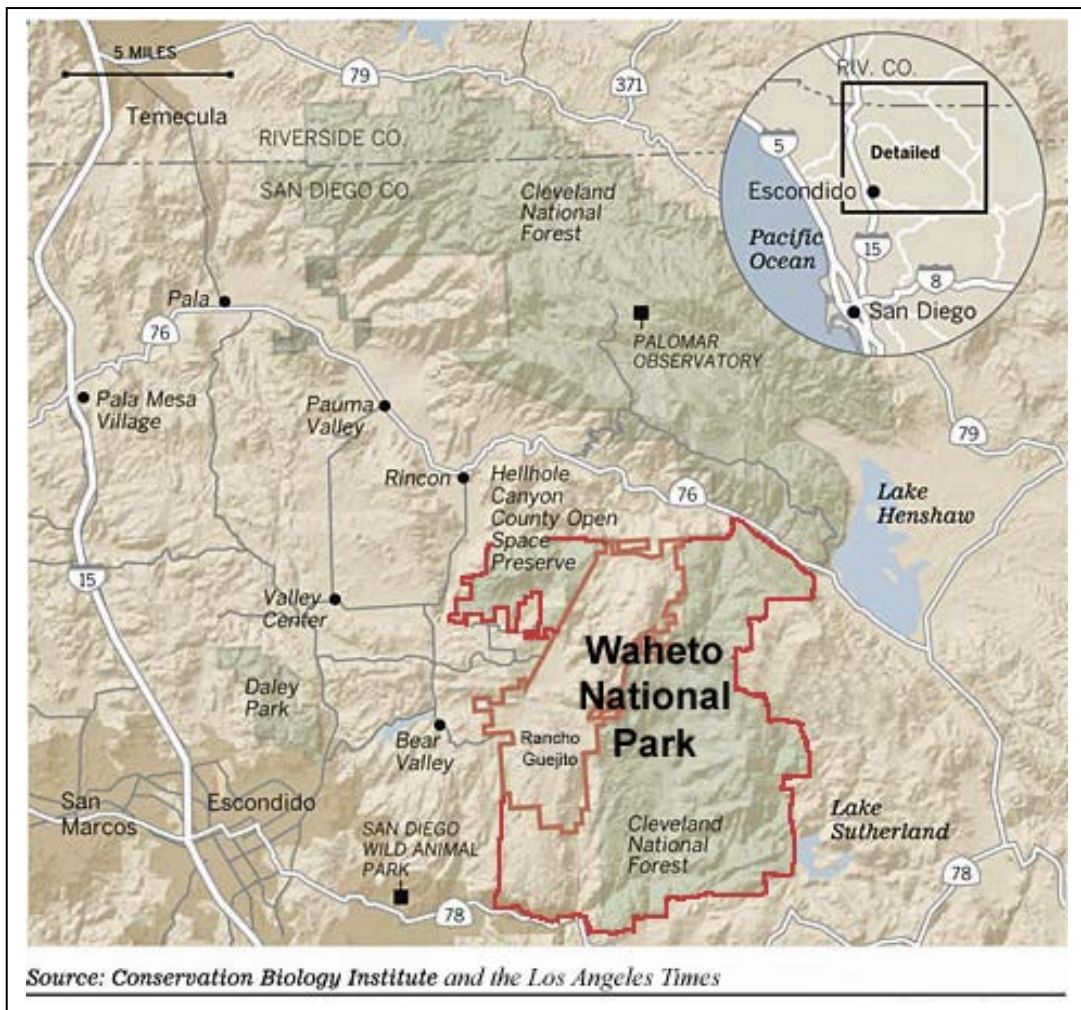 5 MILES
79
371
RIV. CO.
Temecula
RIVERSIDE CO.
SAN DIEGO CO.
5
Detailed
Cleveland
National
Forest
Escondido
Pacific
Ocean
15
8
San Diego
Pala
76
PALOMAR
OBSERVATORY
Pala Mesa
Village
Pauma
Valley
79
Rincon
Hellhole
Canyon
County Open
Space
Preserve
76
Lake
Henshaw
15
Valley
Center
Waheto
National
Park
Daley
Park
Bear
Valley
Rancho
Guejito
San
Marcos
Escondido
SAN DIEGO
WILD ANIMAL
PARK
Cleveland
National
Forest
Lake
Sutherland
78
78
Source: Conservation Biology Institute and the Los Angeles Times